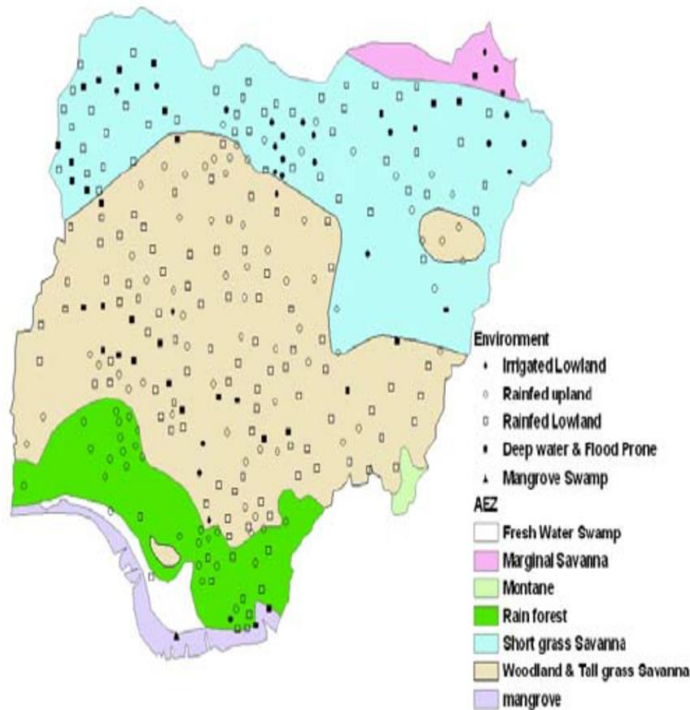 Environment
Irrigated Lowland
Rainfed upland
Rainfed Lowland
Deep water & Flood Prone
Mangrove Swamp
AEZ
Fresh Water Swamp
Marginal Savanna
Montane
Rain forest
Short grass Savanna
Woodland & Tall grass Savanna
mangrove